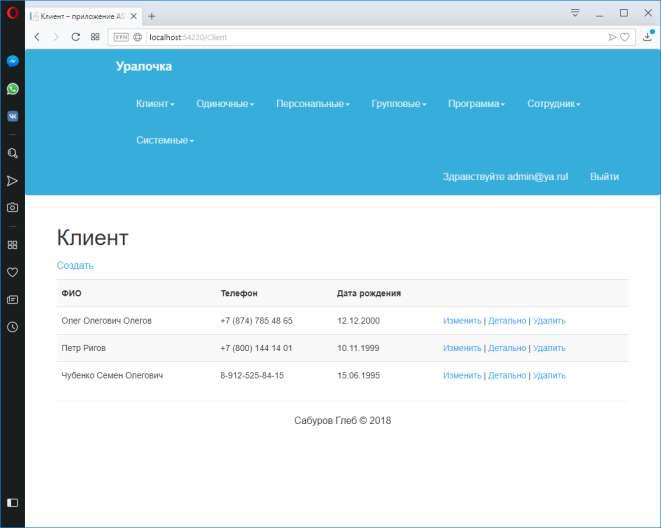 Клиент – приложение AS
VPN localhost:54220/Client
Уралочка
Клиент Одиночные Персональные Групповые Программа Сотрудник
Системные
Здравствуйте admin@ya.ru! Выйти
Клиент
Создать
ФИО Телефон Дата рождения
Олег Олегович Олегов +7 (874) 785 48 65 12.12.2000 Изменить | Детально | Удалить
Петр Ригов +7 (800) 144 14 01 10.11.1999 Изменить | Детально | Удалить
Чубенко Семен Олегович 8-912-525-84-15 15.06.1995 Изменить | Детально | Удалить
Сабуров Глеб © 2018